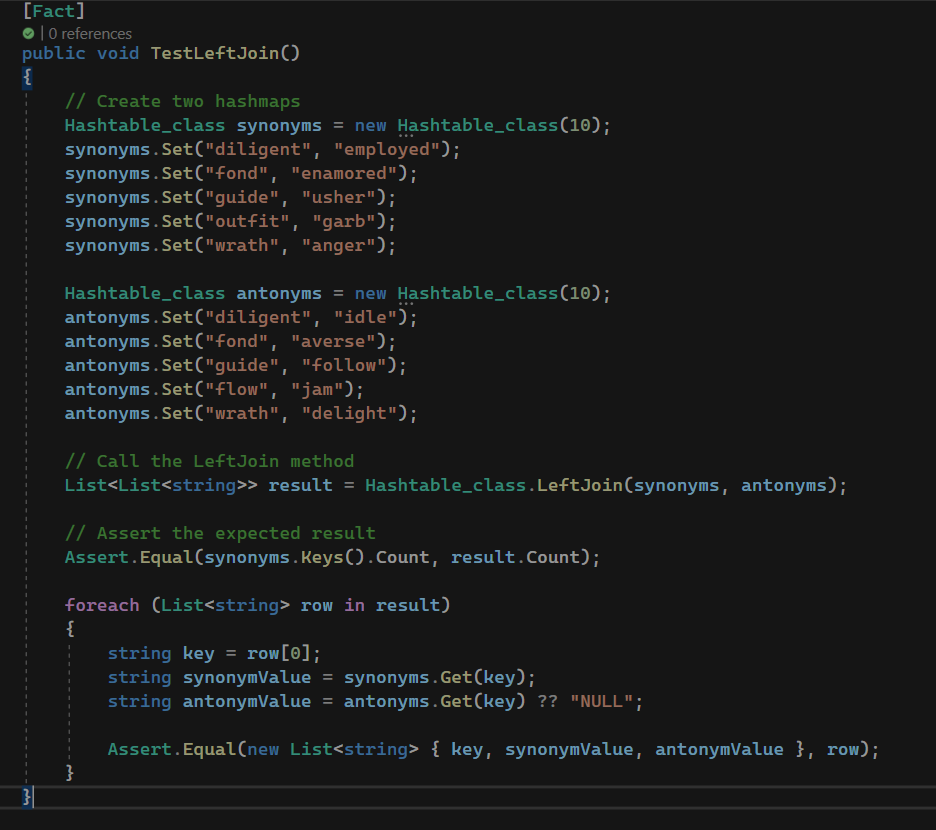 [Fact]
| 0 references
public void TestLeftJoin()
{
// Create two hashmaps
Hashtable_class synonyms = new Hashtable_class(10);
synonyms.Set("diligent", "employed");
synonyms.Set("fond", "enamored");
synonyms.Set("guide", "usher");
synonyms.Set("outfit", "garb");
synonyms.Set("wrath", "anger");
Hashtable_class antonyms = new Hashtable_class(10);
antonyms.Set("diligent", "idle");
antonyms.Set("fond", "averse");
antonyms.Set("guide", "follow");
antonyms.Set("flow", "jam");
antonyms.Set("wrath", "delight");
// Call the LeftJoin method
List<List<string>> result = Hashtable_class.LeftJoin(synonyms, antonyms);
// Assert the expected result
Assert.Equal(synonyms.Keys().Count, result.Count);
foreach (List<string> row in result)
{
string key = row[0];
string synonymValue = synonyms.Get(key);
string antonymValue = antonyms.Get(key) ?? "NULL";
Assert.Equal(new List<string> { key, synonymValue, antonymValue }, row);
}
}